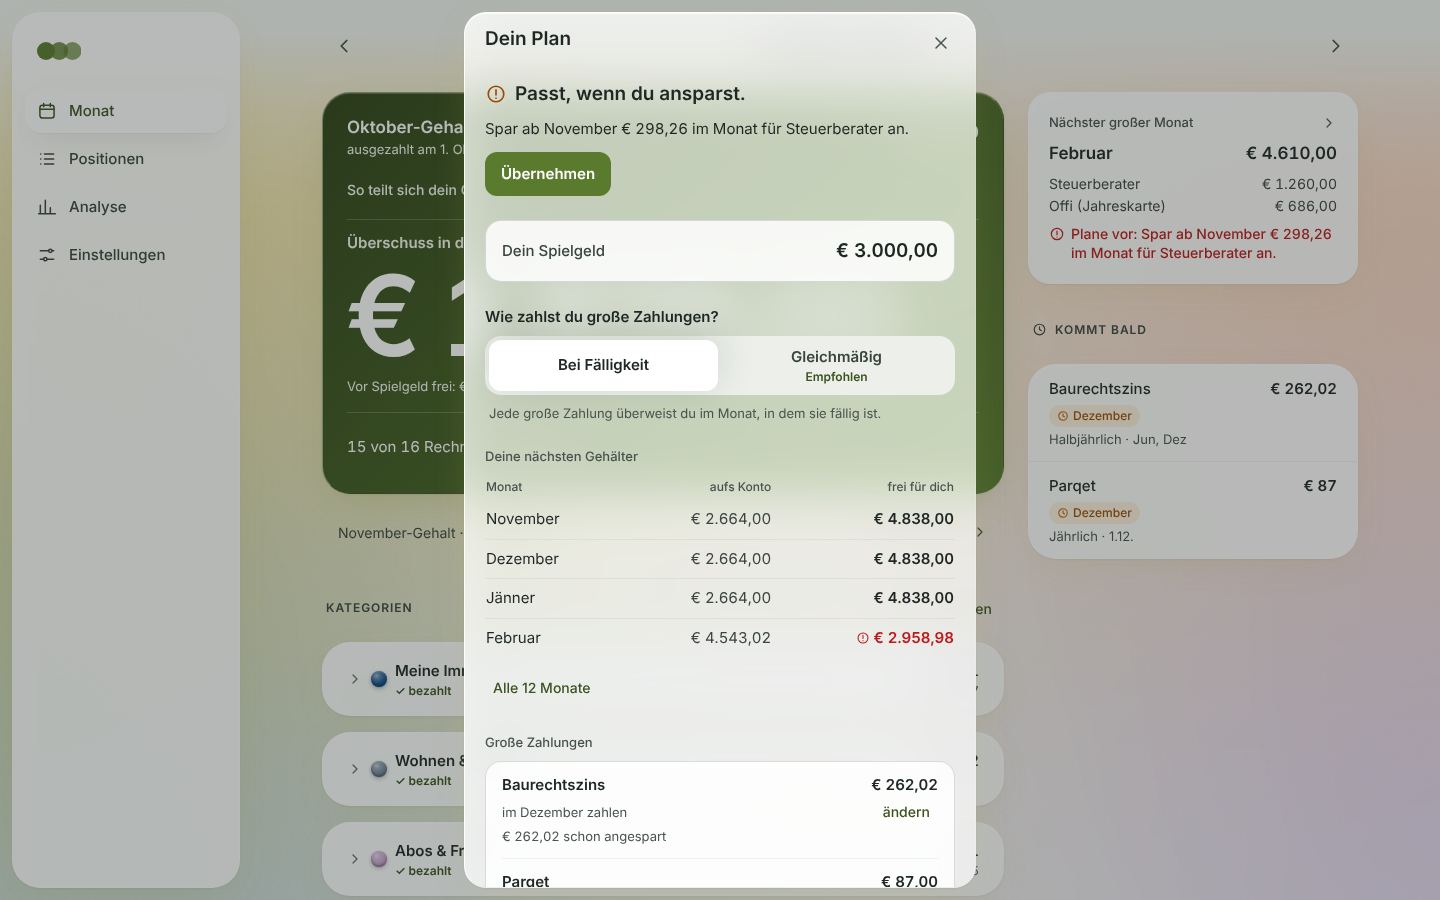 Monat
Positionen
Analyse
Einstellungen
Oktober-Geha
ausgezahlt am 1. O
So teilt sich dein
Überschuss in d
€ 1
Vor Spielgeld frei: €
15 von 16 Rechr
November-Gehalt ·
KATEGORIEN
en
Meine Im
✓ bezahlt
Wohnen &
✓ bezahlt
Abos & Fr
✓ bezahlt
Dein Plan
Passt, wenn du ansparst.
Spar ab November € 298,26 im Monat für Steuerberater an.
Übernehmen
Dein Spielgeld € 3.000,00
Wie zahlst du große Zahlungen?
Bei Fälligkeit
Gleichmäßig
Empfohlen
Jede große Zahlung überweist du im Monat, in dem sie fällig ist.
Deine nächsten Gehälter
Monat aufs Konto frei für dich
November € 2.664,00 € 4.838,00
Dezember € 2.664,00 € 4.838,00
Jänner € 2.664,00 € 4.838,00
Februar € 4.543,02 € 2.958,98
Alle 12 Monate
Große Zahlungen
Baurechtszins € 262,02
im Dezember zahlen ändern
€ 262,02 schon angespart
Parqet € 87,00
Nächster großer Monat
Februar € 4.610,00
Steuerberater € 1.260,00
Offi (Jahreskarte) € 686,00
Plane vor: Spar ab November € 298,26
im Monat für Steuerberater an.
KOMMT BALD
Baurechtszins € 262,02
Dezember
Halbjährlich · Jun, Dez
Parqet € 87
Dezember
Jährlich · 1.12.